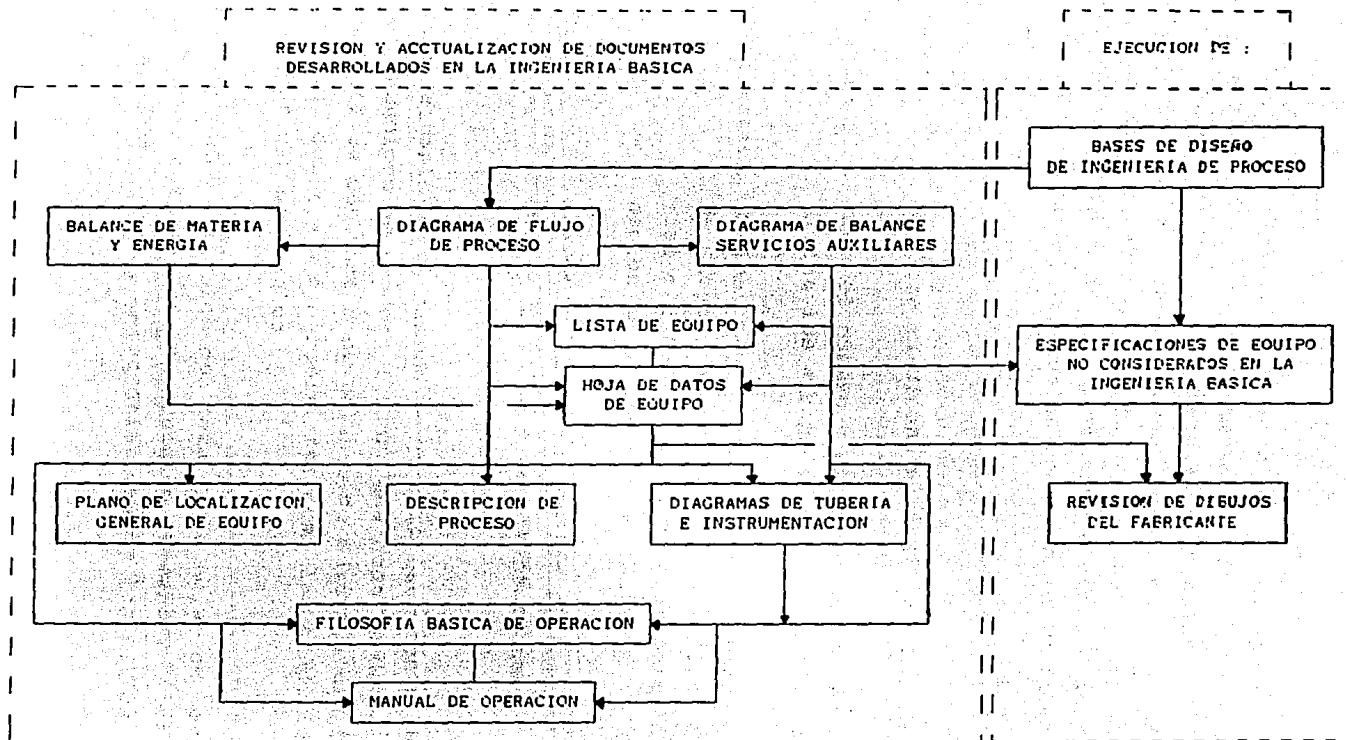 REVISION Y ACCTUALIZACION DE DOCUMENTOS
DESARROLLADOS EN LA INGENIERIA BASICA
EJECUCION DE :
BASES DE DISEÑO
DE INGENIERIA DE PROCESO
BALANCE DE MATERIA
Y ENERGIA
DIAGRAMA DE FLUJO
DE PROCESO
DIAGRAMA DE BALANCE
SERVICIOS AUXILIARES
LISTA DE EQUIPO
ESPECIFICACIONES DE EQUIPO
NO CONSIDERADOS EN LA
INGENIERIA BASICA
HOJA DE DATOS
DE EQUIPO
PLANO DE LOCALIZACION
GENERAL DE EQUIPO
DESCRIPCION DE
PROCESO
DIAGRAMAS DE TUBERIA
E INSTRUMENTACION
REVISION DE DIBUJOS
DEL FABRICANTE
FILOSOFIA BASICA DE OPERACION
MANUAL DE OPERACION